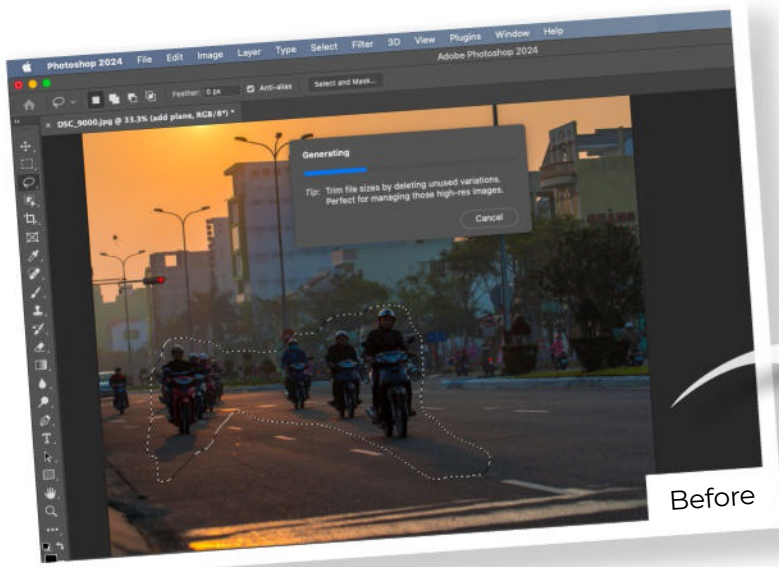 Photoshop 2024 File Edit Image Layer Type Select Filter 3D View Plugins Window Help
Adobe Photoshop 2024
Feather: 0 px Anti-alias Select and Mask...
× DSC_9000.jpg @ 33.3% (add plane, RGB/8*) *
Generating
Tip: Trim file sizes by deleting unused variations.
Perfect for managing those high-res images.
Cancel
T
Before